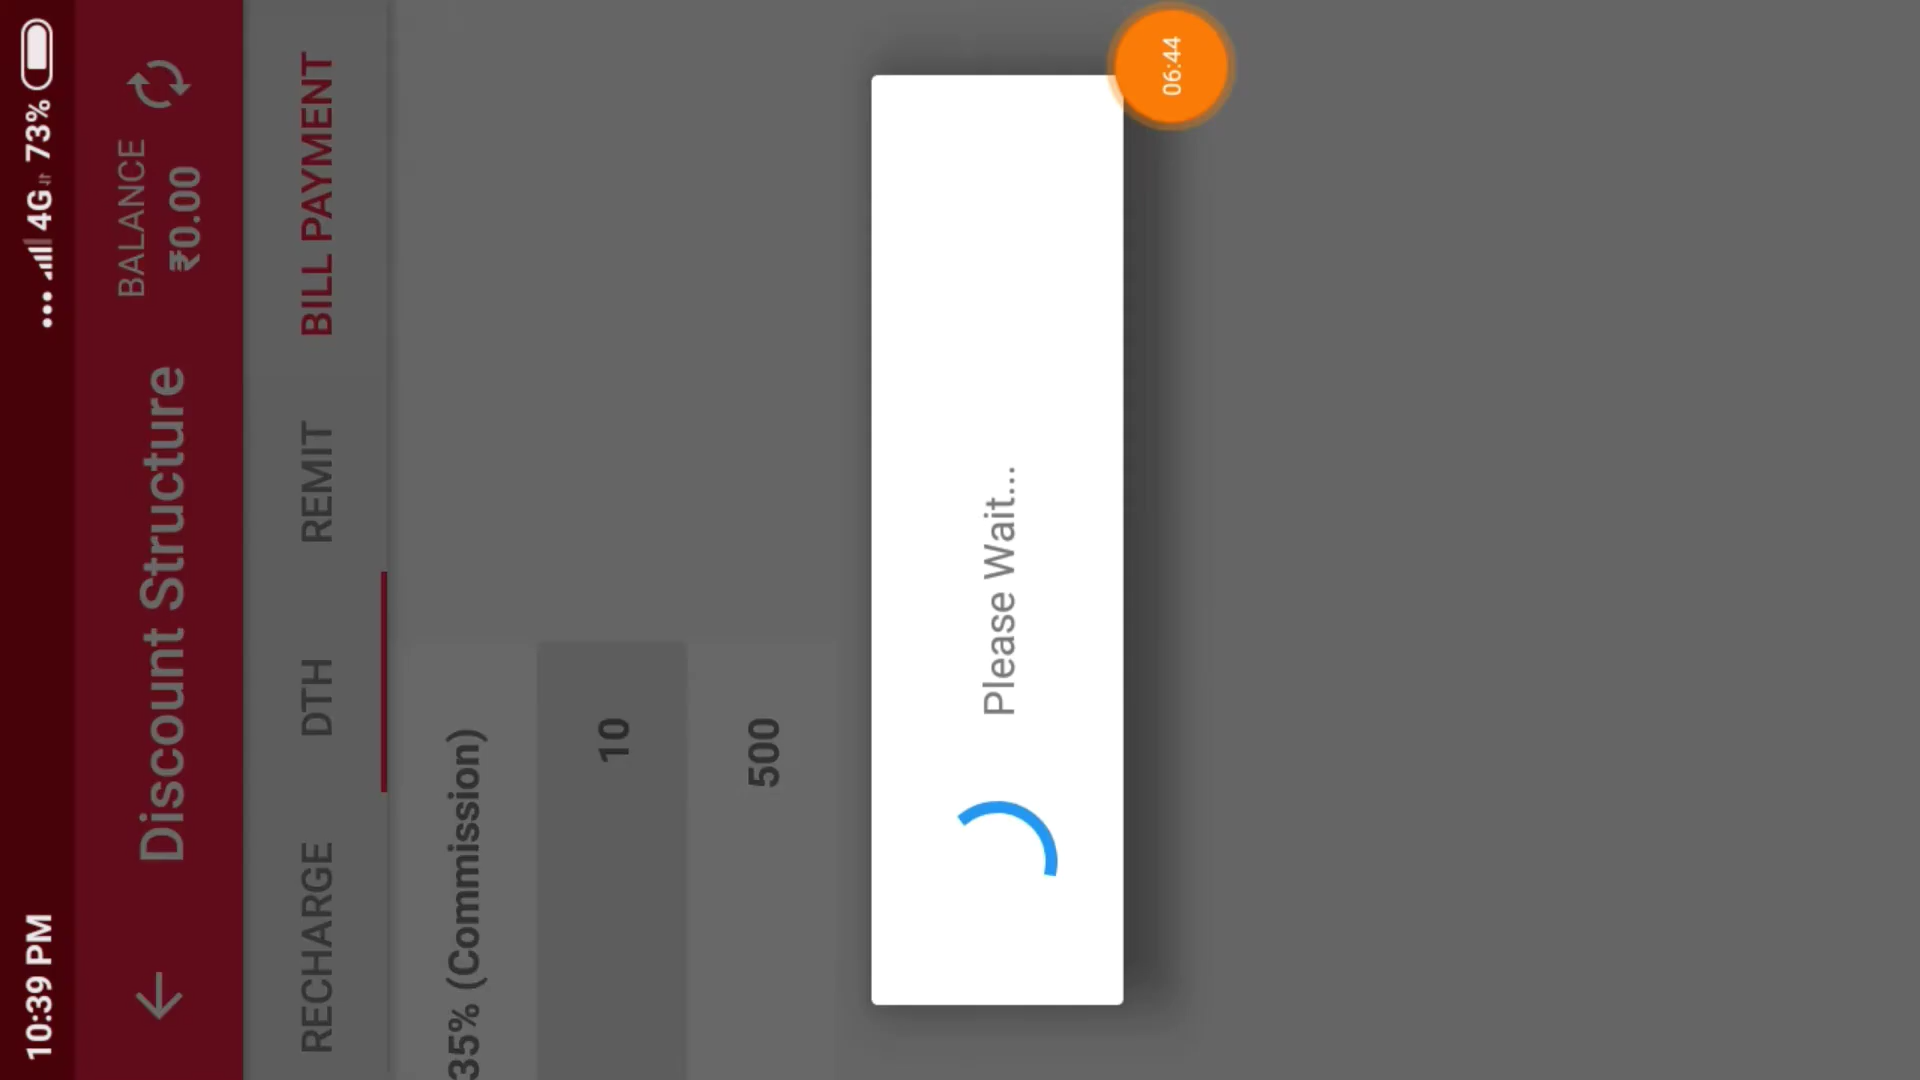 10:39 PM
... 4G 73%
Discount Structure
BALANCE
₹0.00
RECHARGE
DTH
REMIT
BILL PAYMENT
35% (Commission)
10
500
Please Wait...
06:44